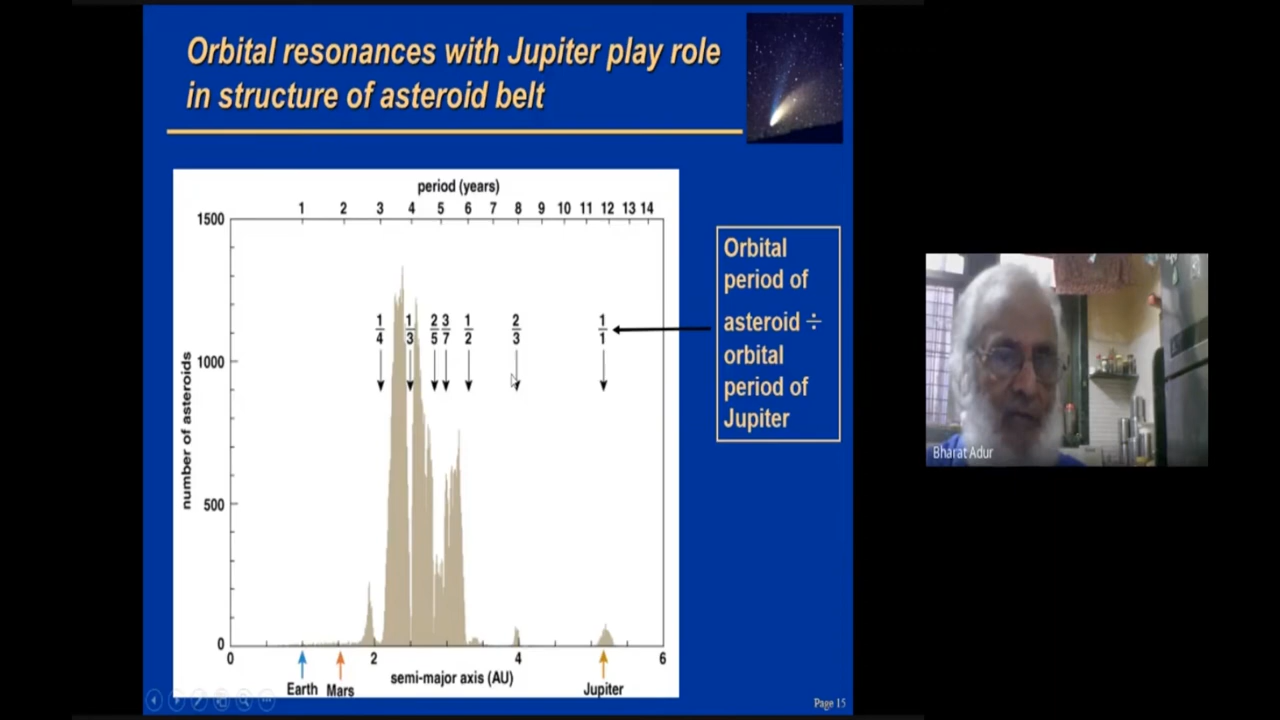 Orbital resonances with Jupiter play role
in structure of asteroid belt
period (years)
1 2 3 4 5 6 7 8 9 10 11 12 13 14
1500
1000
500
0
number of asteroids
1/4 1/3 2/5 3/7 1/2 2/3 1/1
0 2 4 6
semi-major axis (AU)
Earth Mars Jupiter
Orbital
period of
asteroid ÷
orbital
period of
Jupiter
Page 15
Bharat Adur